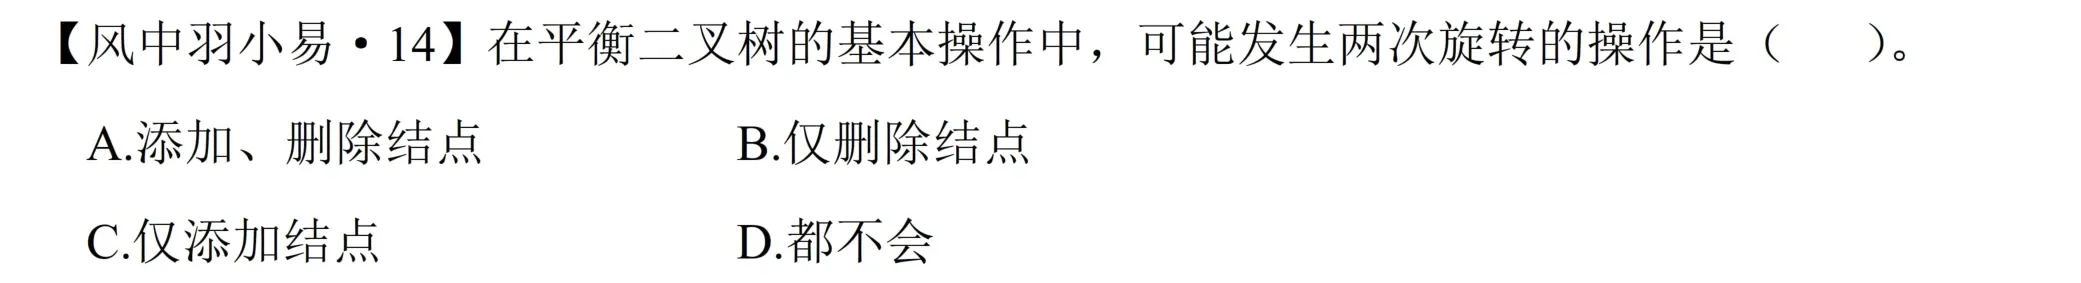 【风中羽小易·14】在平衡二叉树的基本操作中，可能发生两次旋转的操作是（　　）。
A.添加、删除结点　　B.仅删除结点
C.仅添加结点　　D.都不会